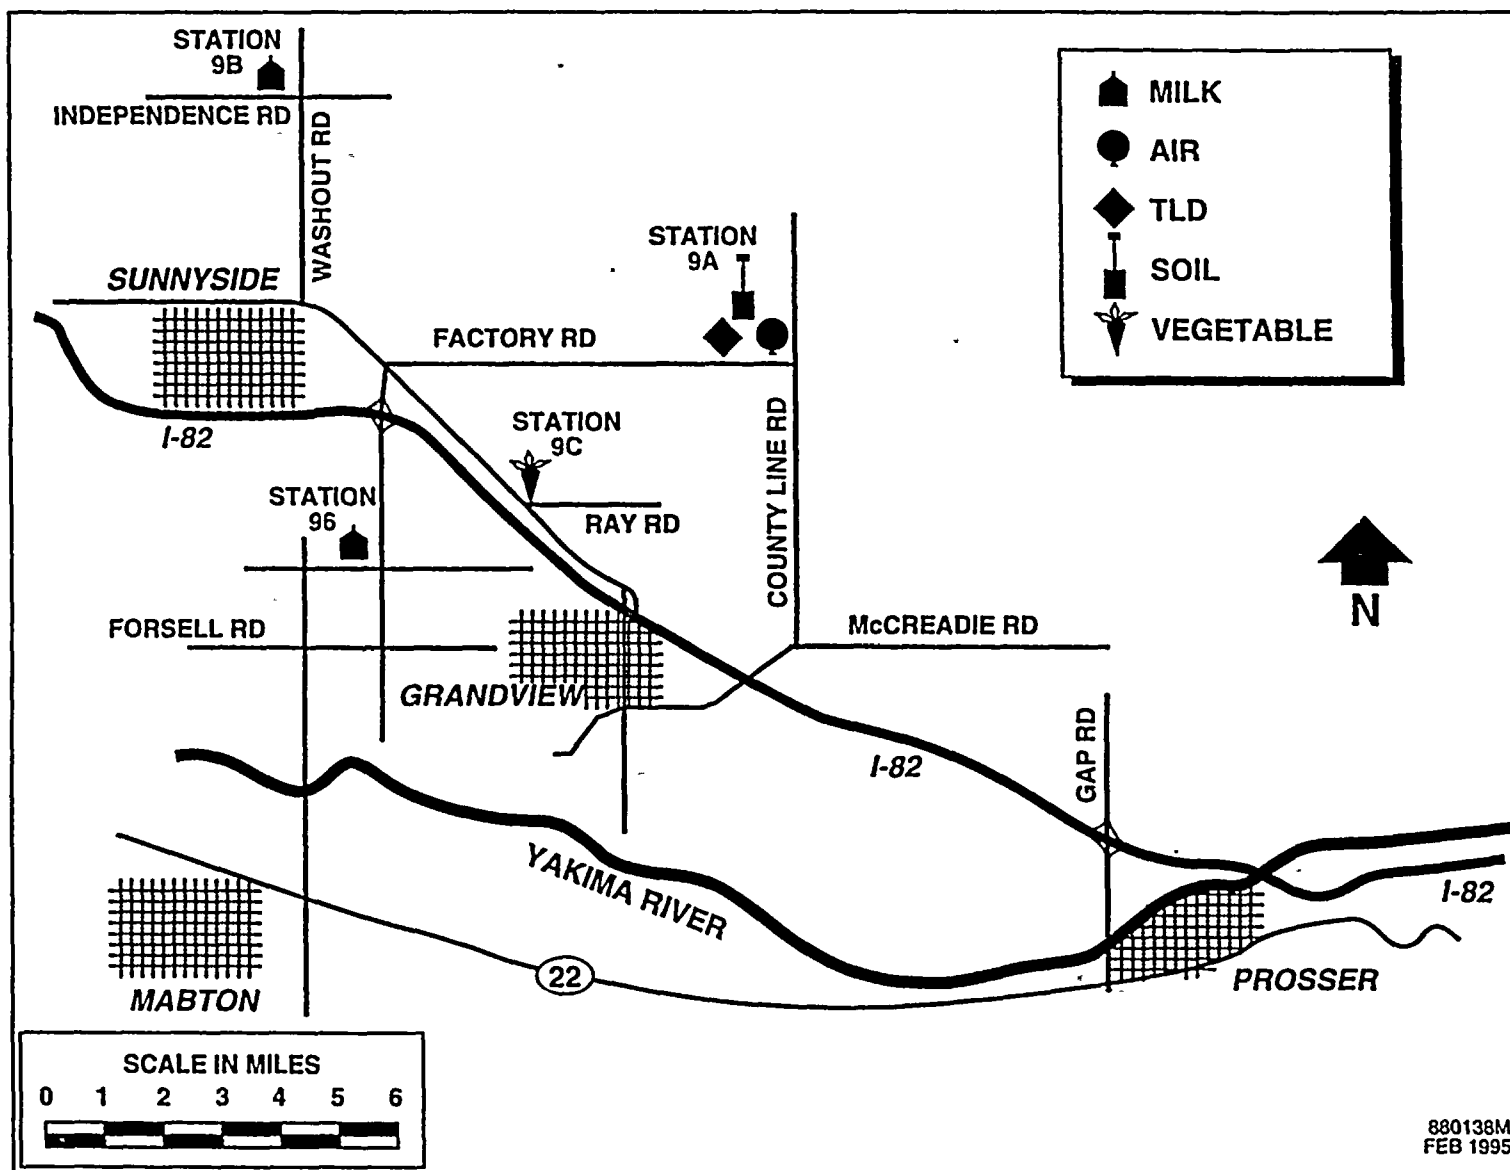 STATION
9B
INDEPENDENCE RD
WASHOUT RD
MILK
AIR
TLD
SOIL
VEGETABLE
STATION
9A
SUNNYSIDE
FACTORY RD
I-82
STATION
9C
COUNTY LINE RD
STATION
96
RAY RD
N
FORSELL RD
McCREADIE RD
GRANDVIEW
GAP RD
I-82
YAKIMA RIVER
I-82
22
MABTON
PROSSER
SCALE IN MILES
0 1 2 3 4 5 6
880138M
FEB 1995